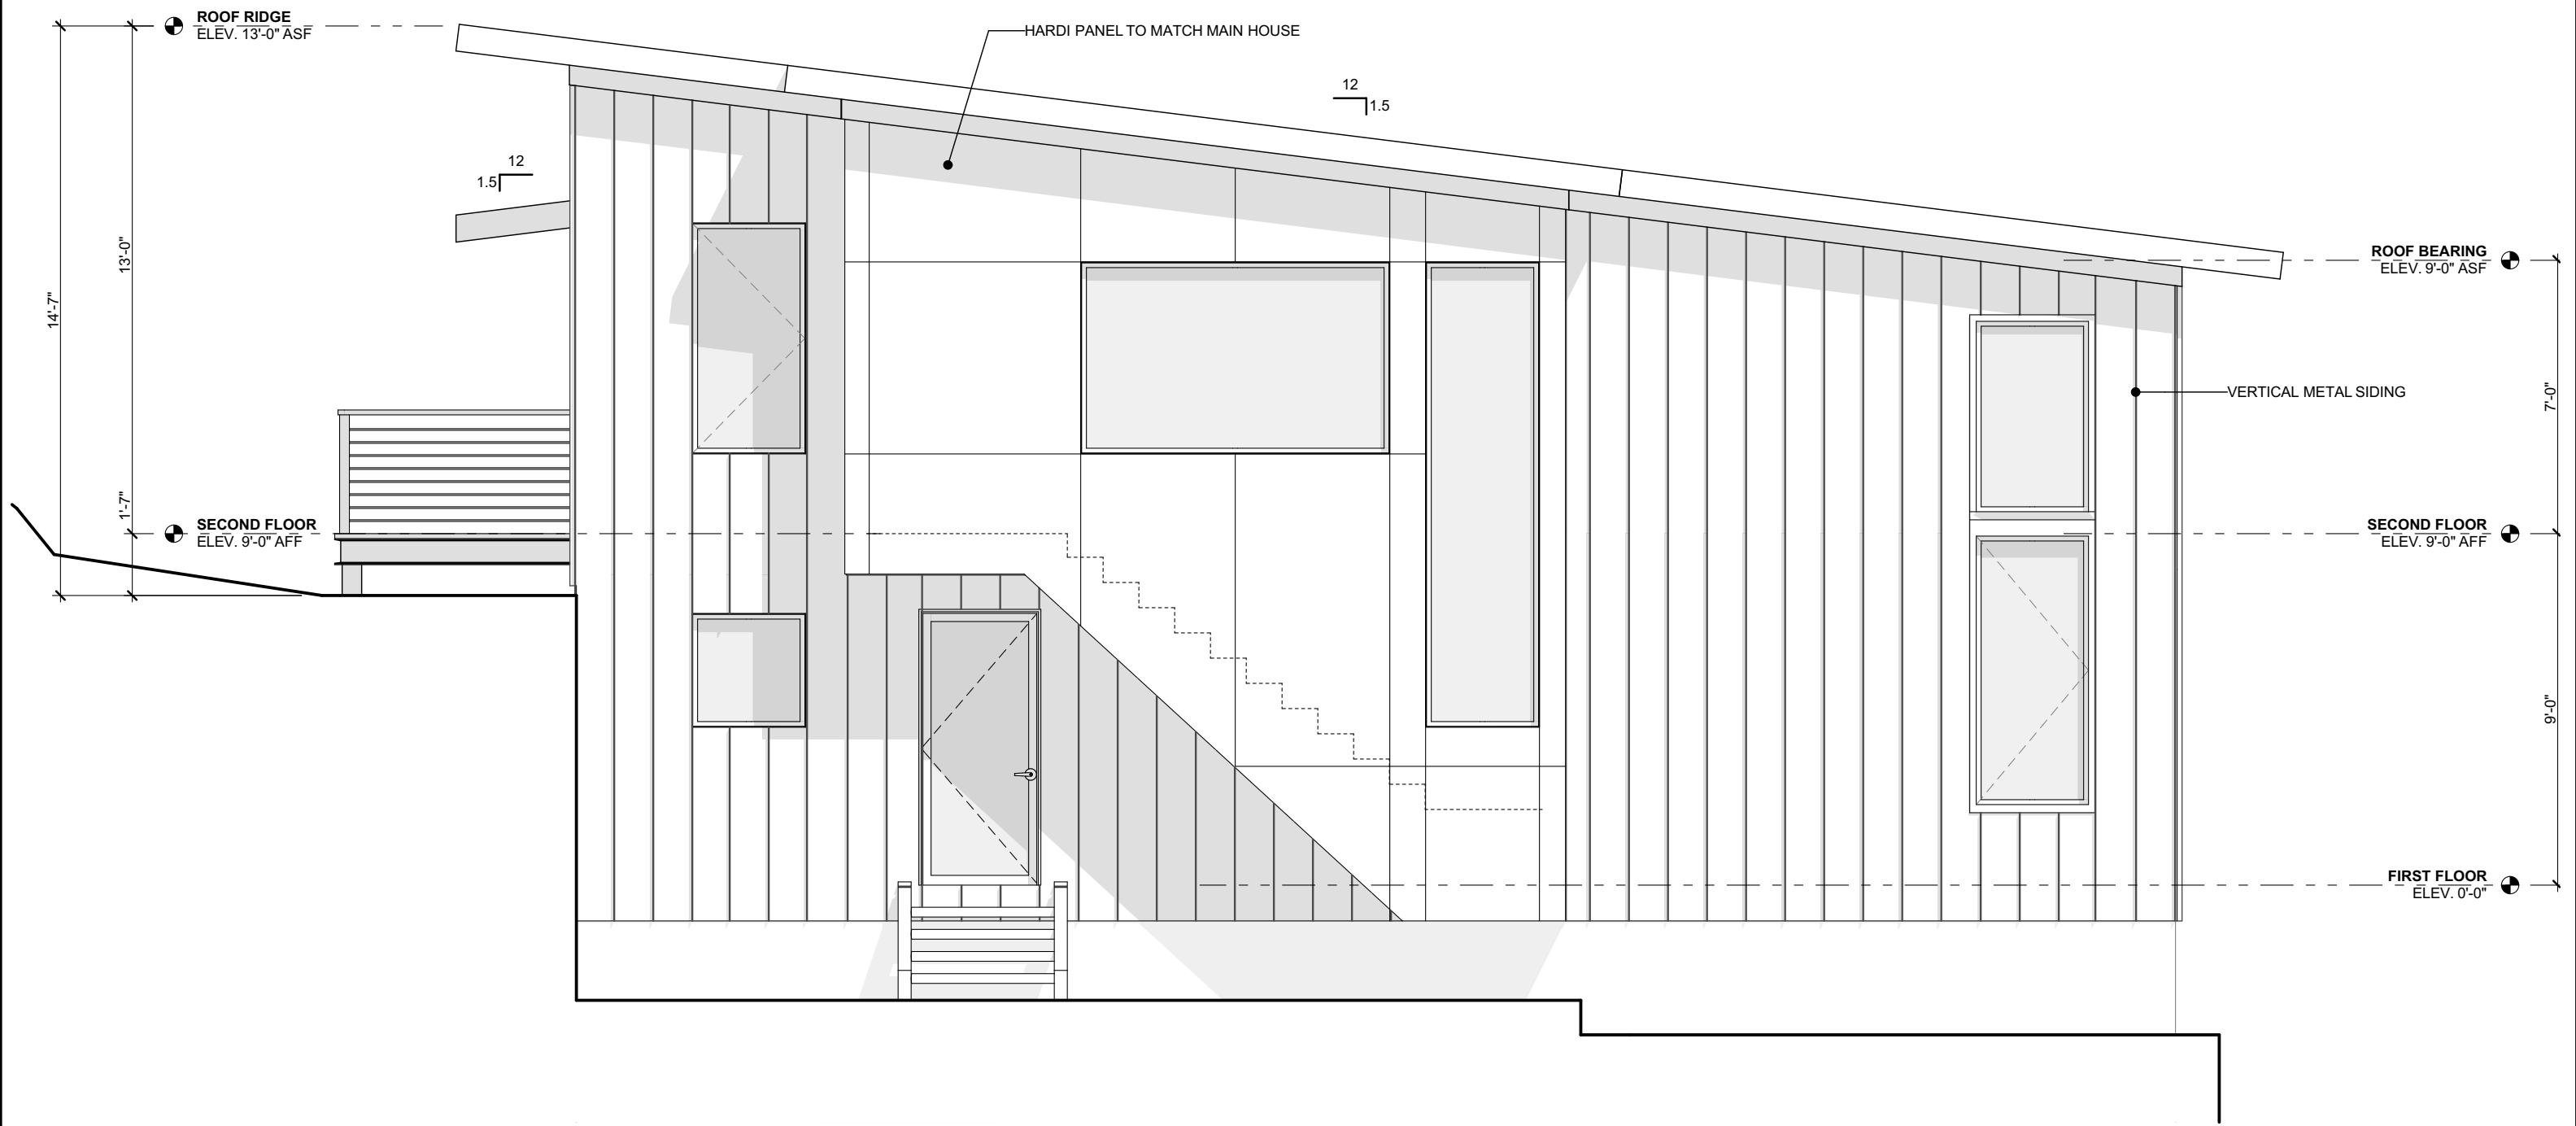 ROOF RIDGE
ELEV. 13'-0" ASF
HARDI PANEL TO MATCH MAIN HOUSE
12
1.5
12
1.5
ROOF BEARING
ELEV. 9'-0" ASF
13'-0"
14'-7"
7'-0"
VERTICAL METAL SIDING
1'-7"
SECOND FLOOR
ELEV. 9'-0" AFF
SECOND FLOOR
ELEV. 9'-0" AFF
9'-0"
FIRST FLOOR
ELEV. 0'-0"